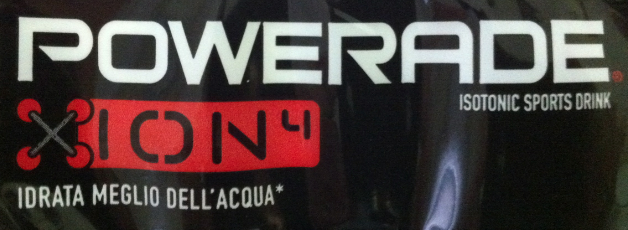 POWERADE®
ISOTONIC SPORTS DRINK
ION4
IDRATA MEGLIO DELL'ACQUA*